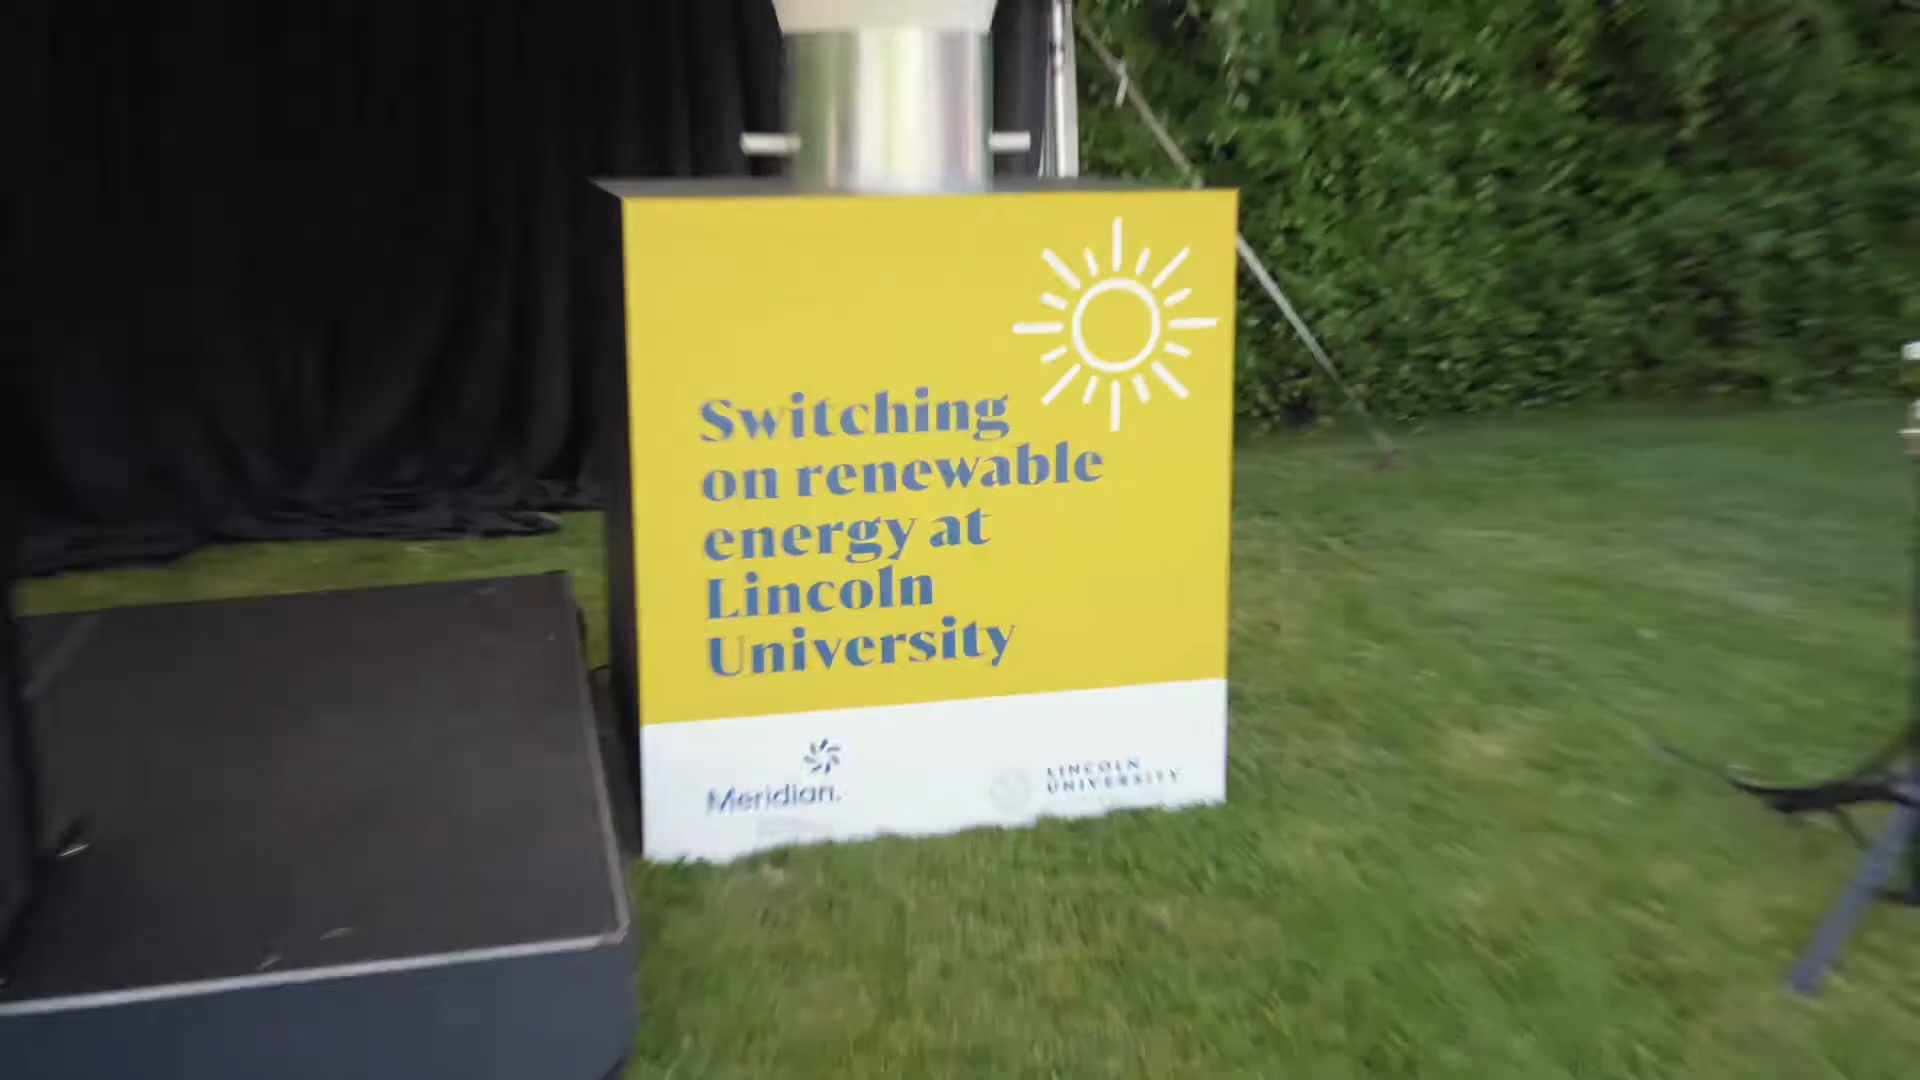 Switching
on renewable
energy at
Lincoln
University
Meridian.
LINCOLN
UNIVERSITY